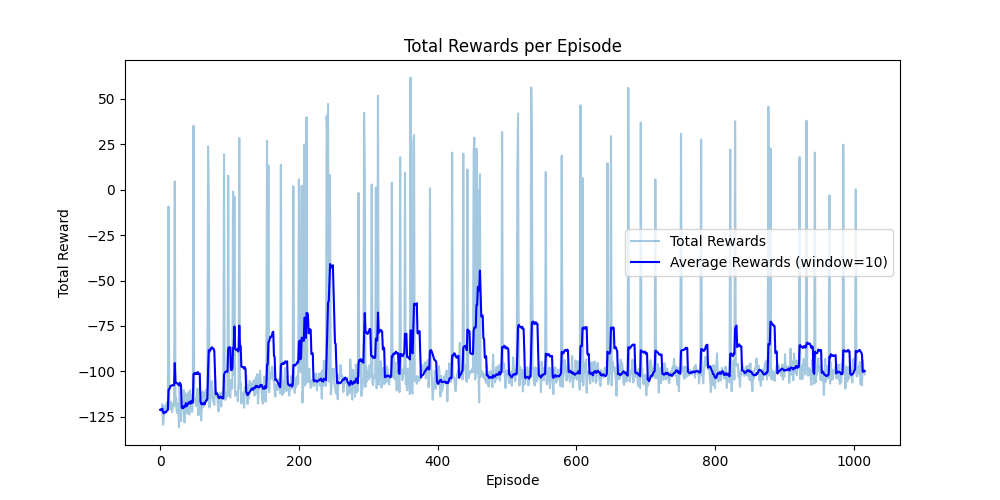 Total Rewards per Episode
Total Reward
50
25
0
−25
−50
−75
−100
−125
Total Rewards
Average Rewards (window=10)
0
200
400
600
800
1000
Episode